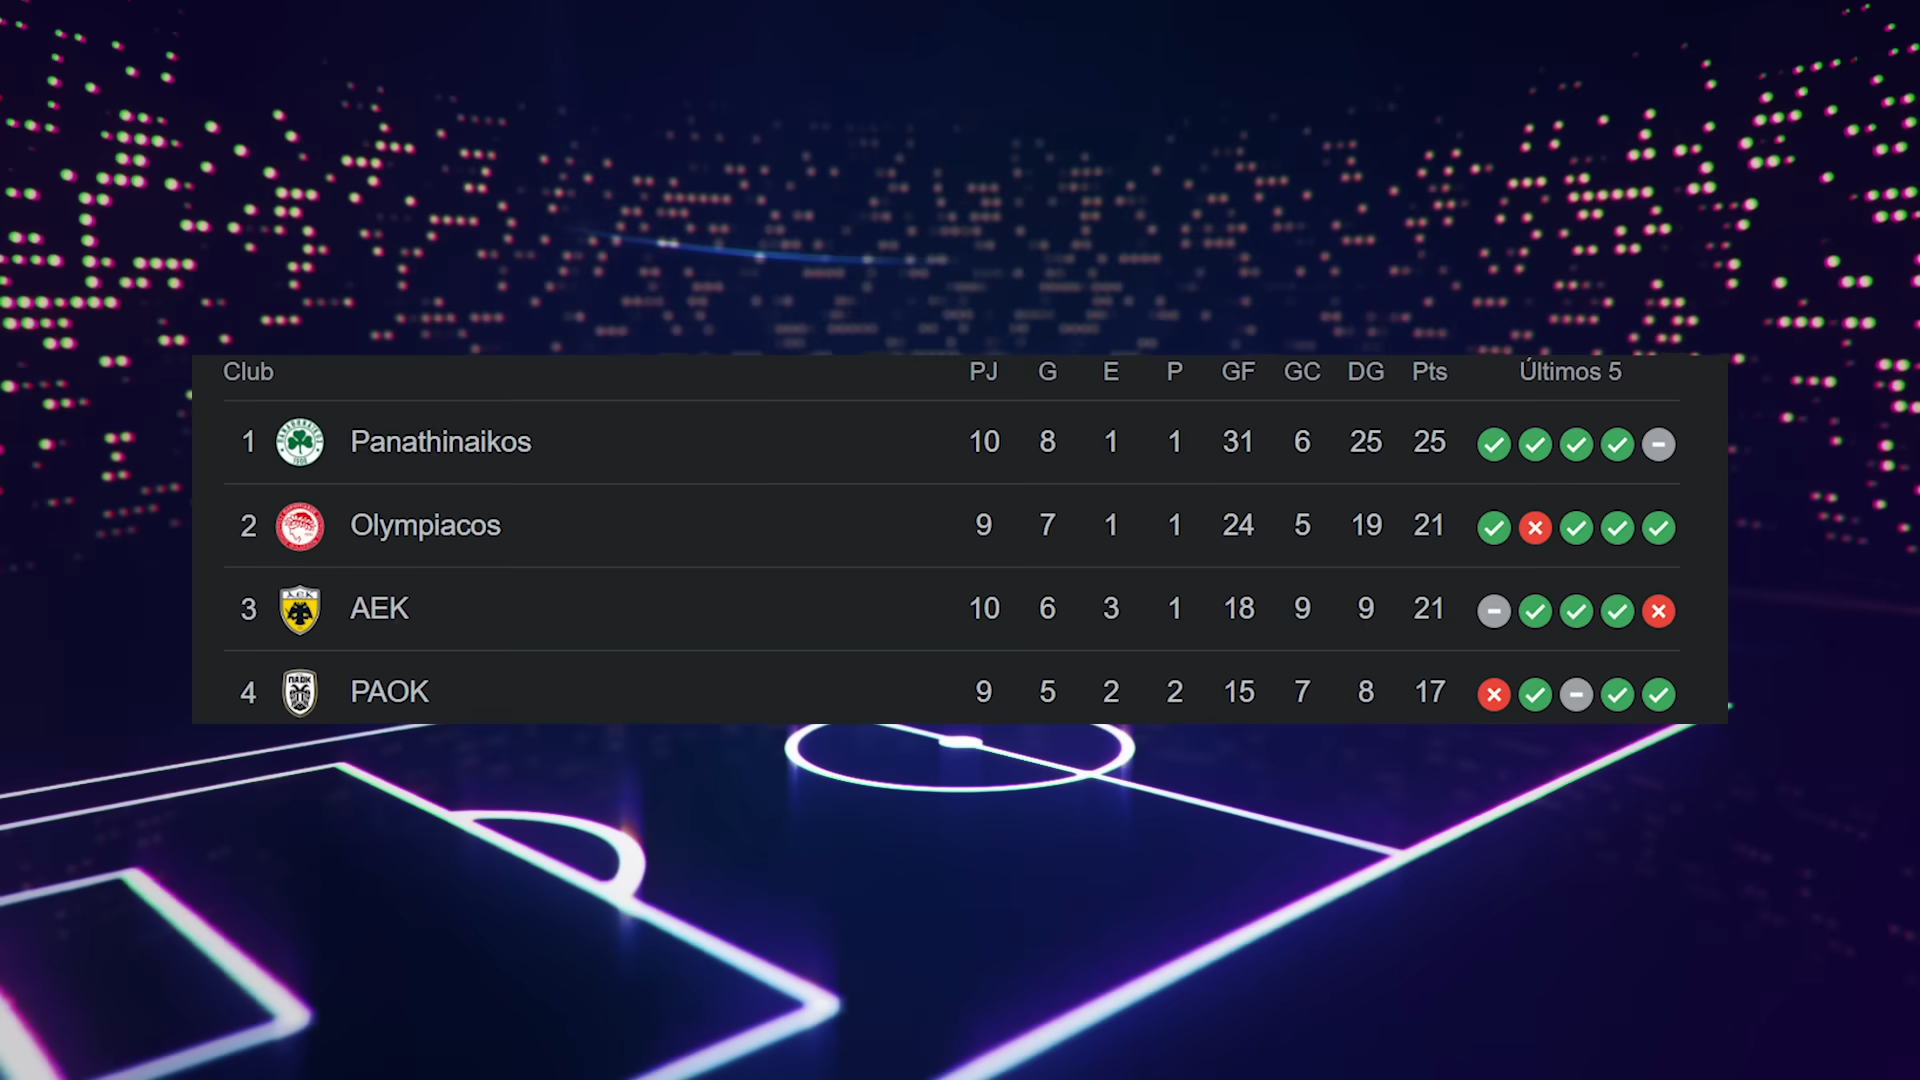 Club PJ G E P GF GC DG Pts Últimos 5
1 Panathinaikos 10 8 1 1 31 6 25 25
2 Olympiacos 9 7 1 1 24 5 19 21
3 AEK 10 6 3 1 18 9 9 21
4 PAOK 9 5 2 2 15 7 8 17